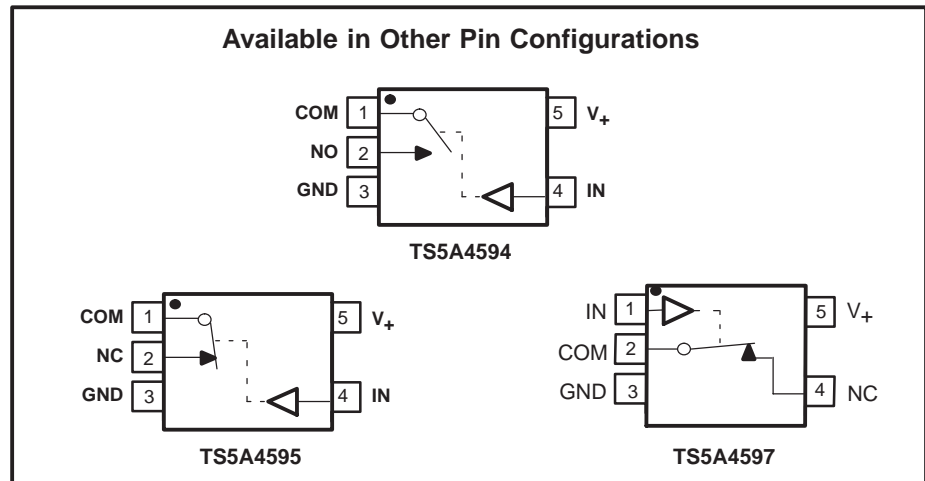 Available in Other Pin Configurations
COM 1 5 V+
NO 2
GND 3 4 IN
TS5A4594
COM 1 5 V+
NC 2
GND 3 4 IN
TS5A4595
IN 1 5 V+
COM 2
GND 3 4 NC
TS5A4597